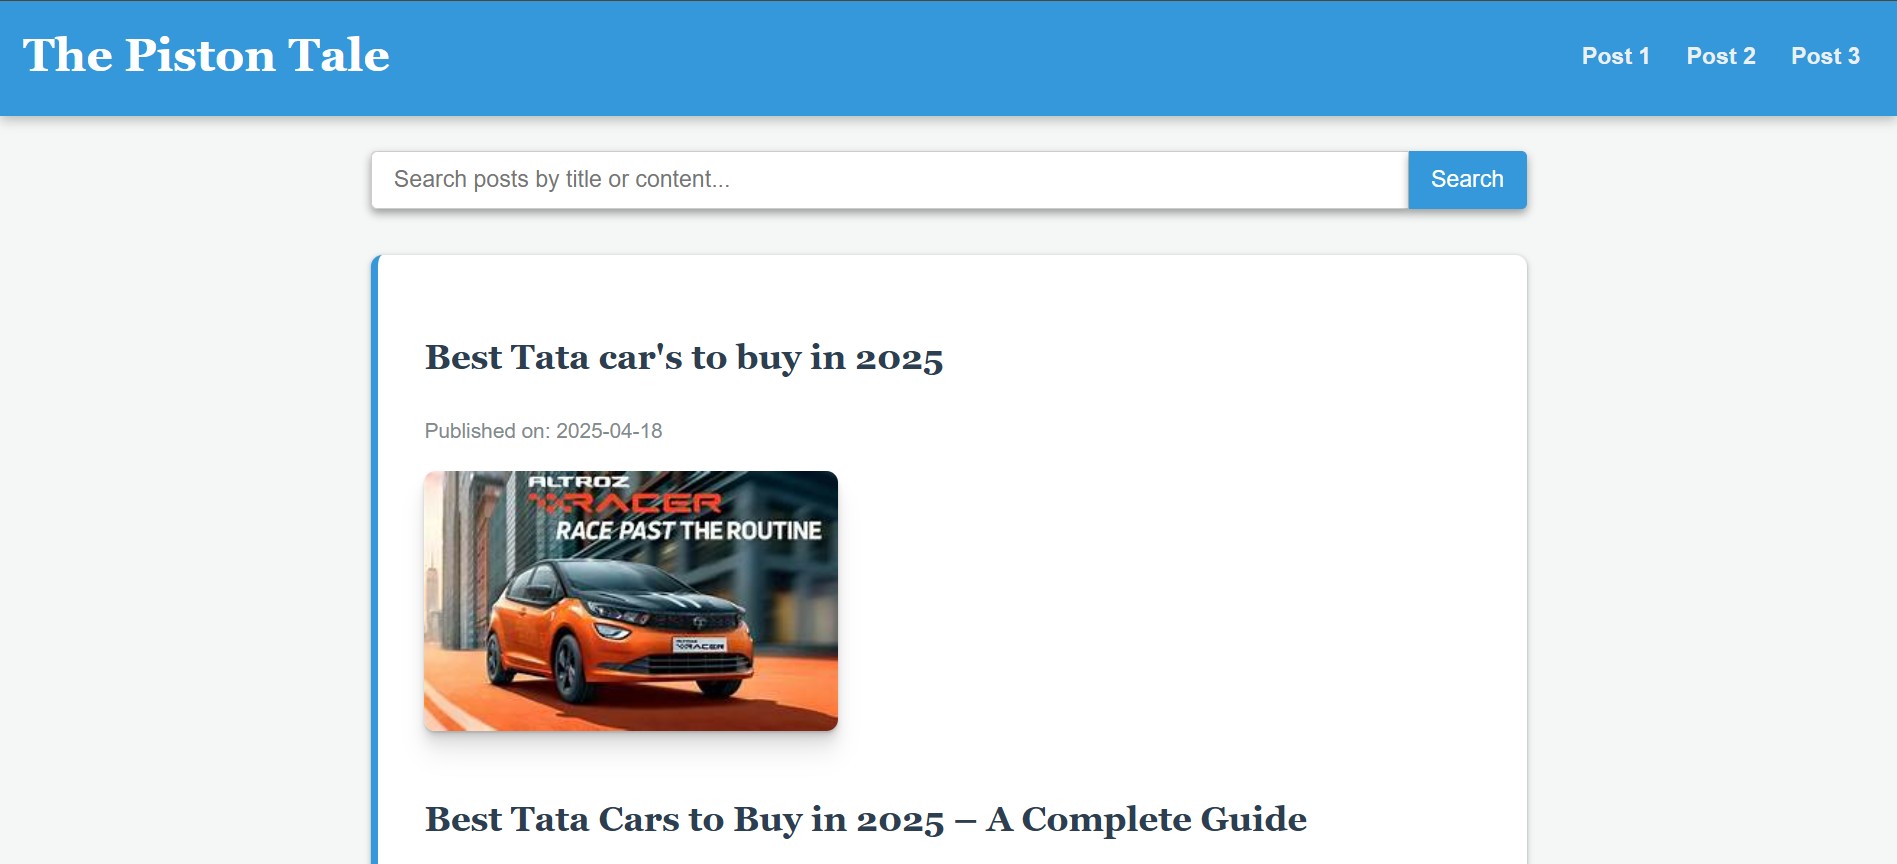 The Piston Tale
Post 1 Post 2 Post 3
Search posts by title or content...
Search
Best Tata car's to buy in 2025
Published on: 2025-04-18
ALTROZ
RACER
RACE PAST THE ROUTINE
ALTROZ
RACER
Best Tata Cars to Buy in 2025 – A Complete Guide